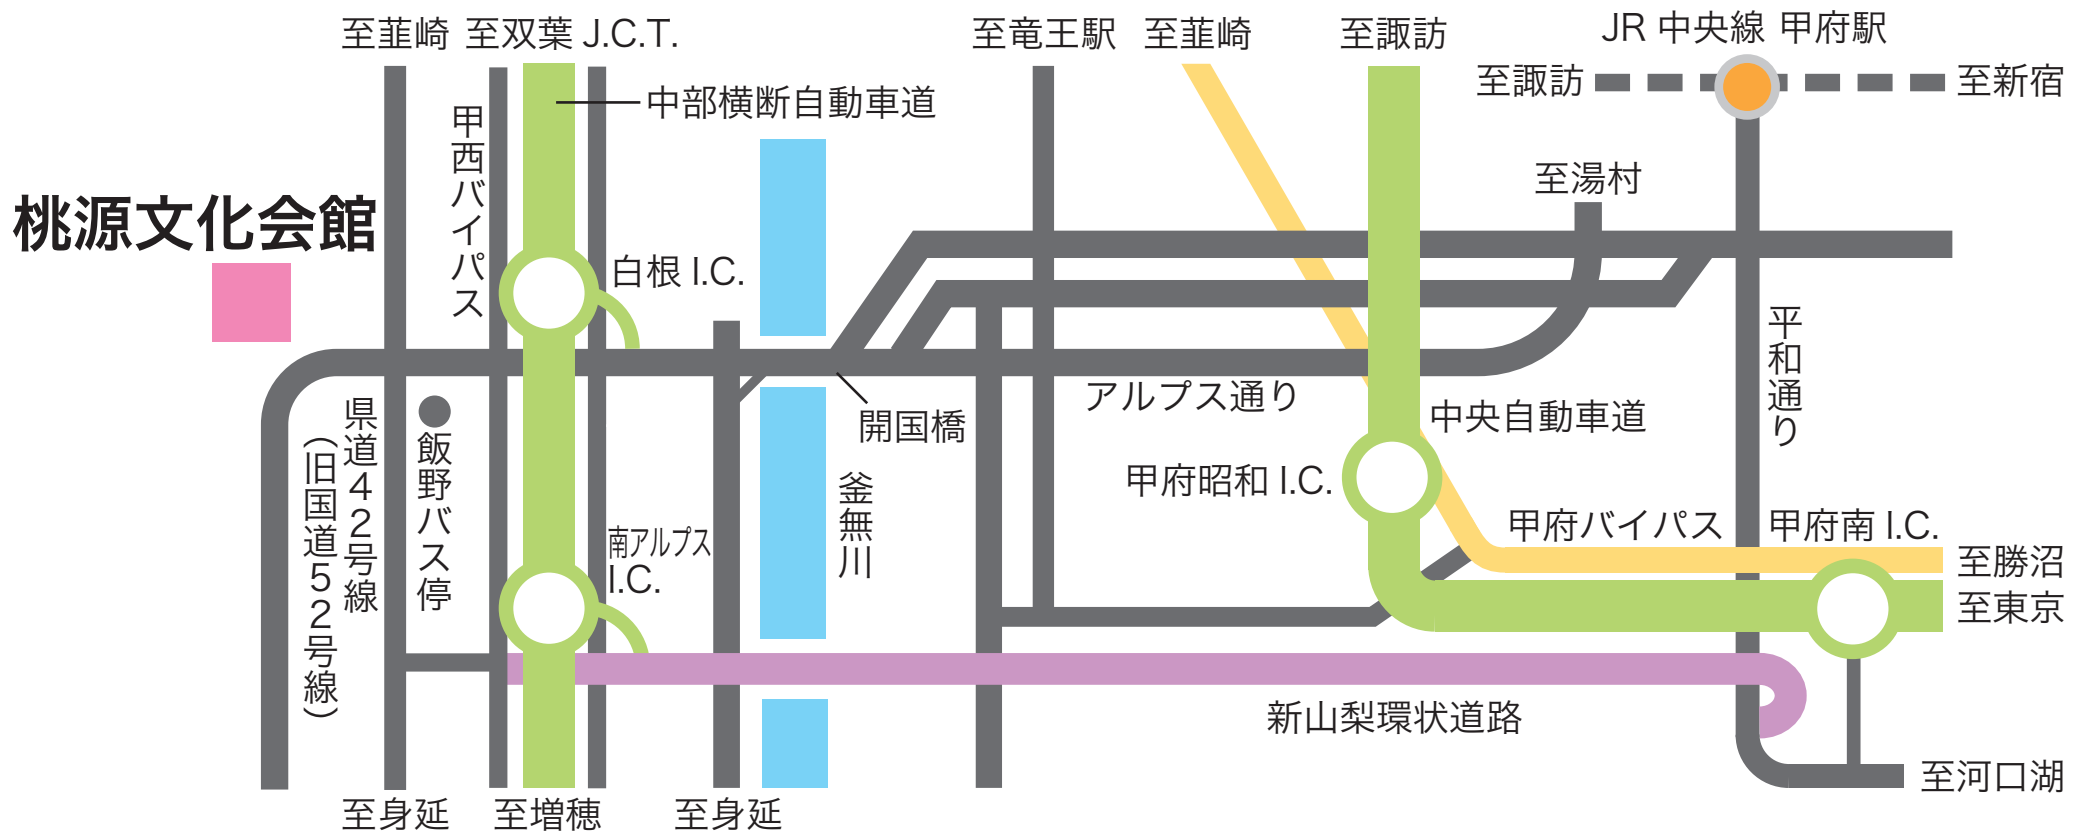 至韮崎
至双葉 J.C.T.
至竜王駅
至韮崎
至諏訪
JR 中央線 甲府駅
至諏訪
至新宿
中部横断自動車道
甲西バイパス
至湯村
桃源文化会館
白根 I.C.
平和通り
アルプス通り
開国橋
中央自動車道
県道４２号線
（旧国道５２号線）
飯野バス停
釜無川
甲府昭和 I.C.
南アルプス
I.C.
甲府バイパス
甲府南 I.C.
至勝沼
至東京
新山梨環状道路
至河口湖
至身延
至増穂
至身延